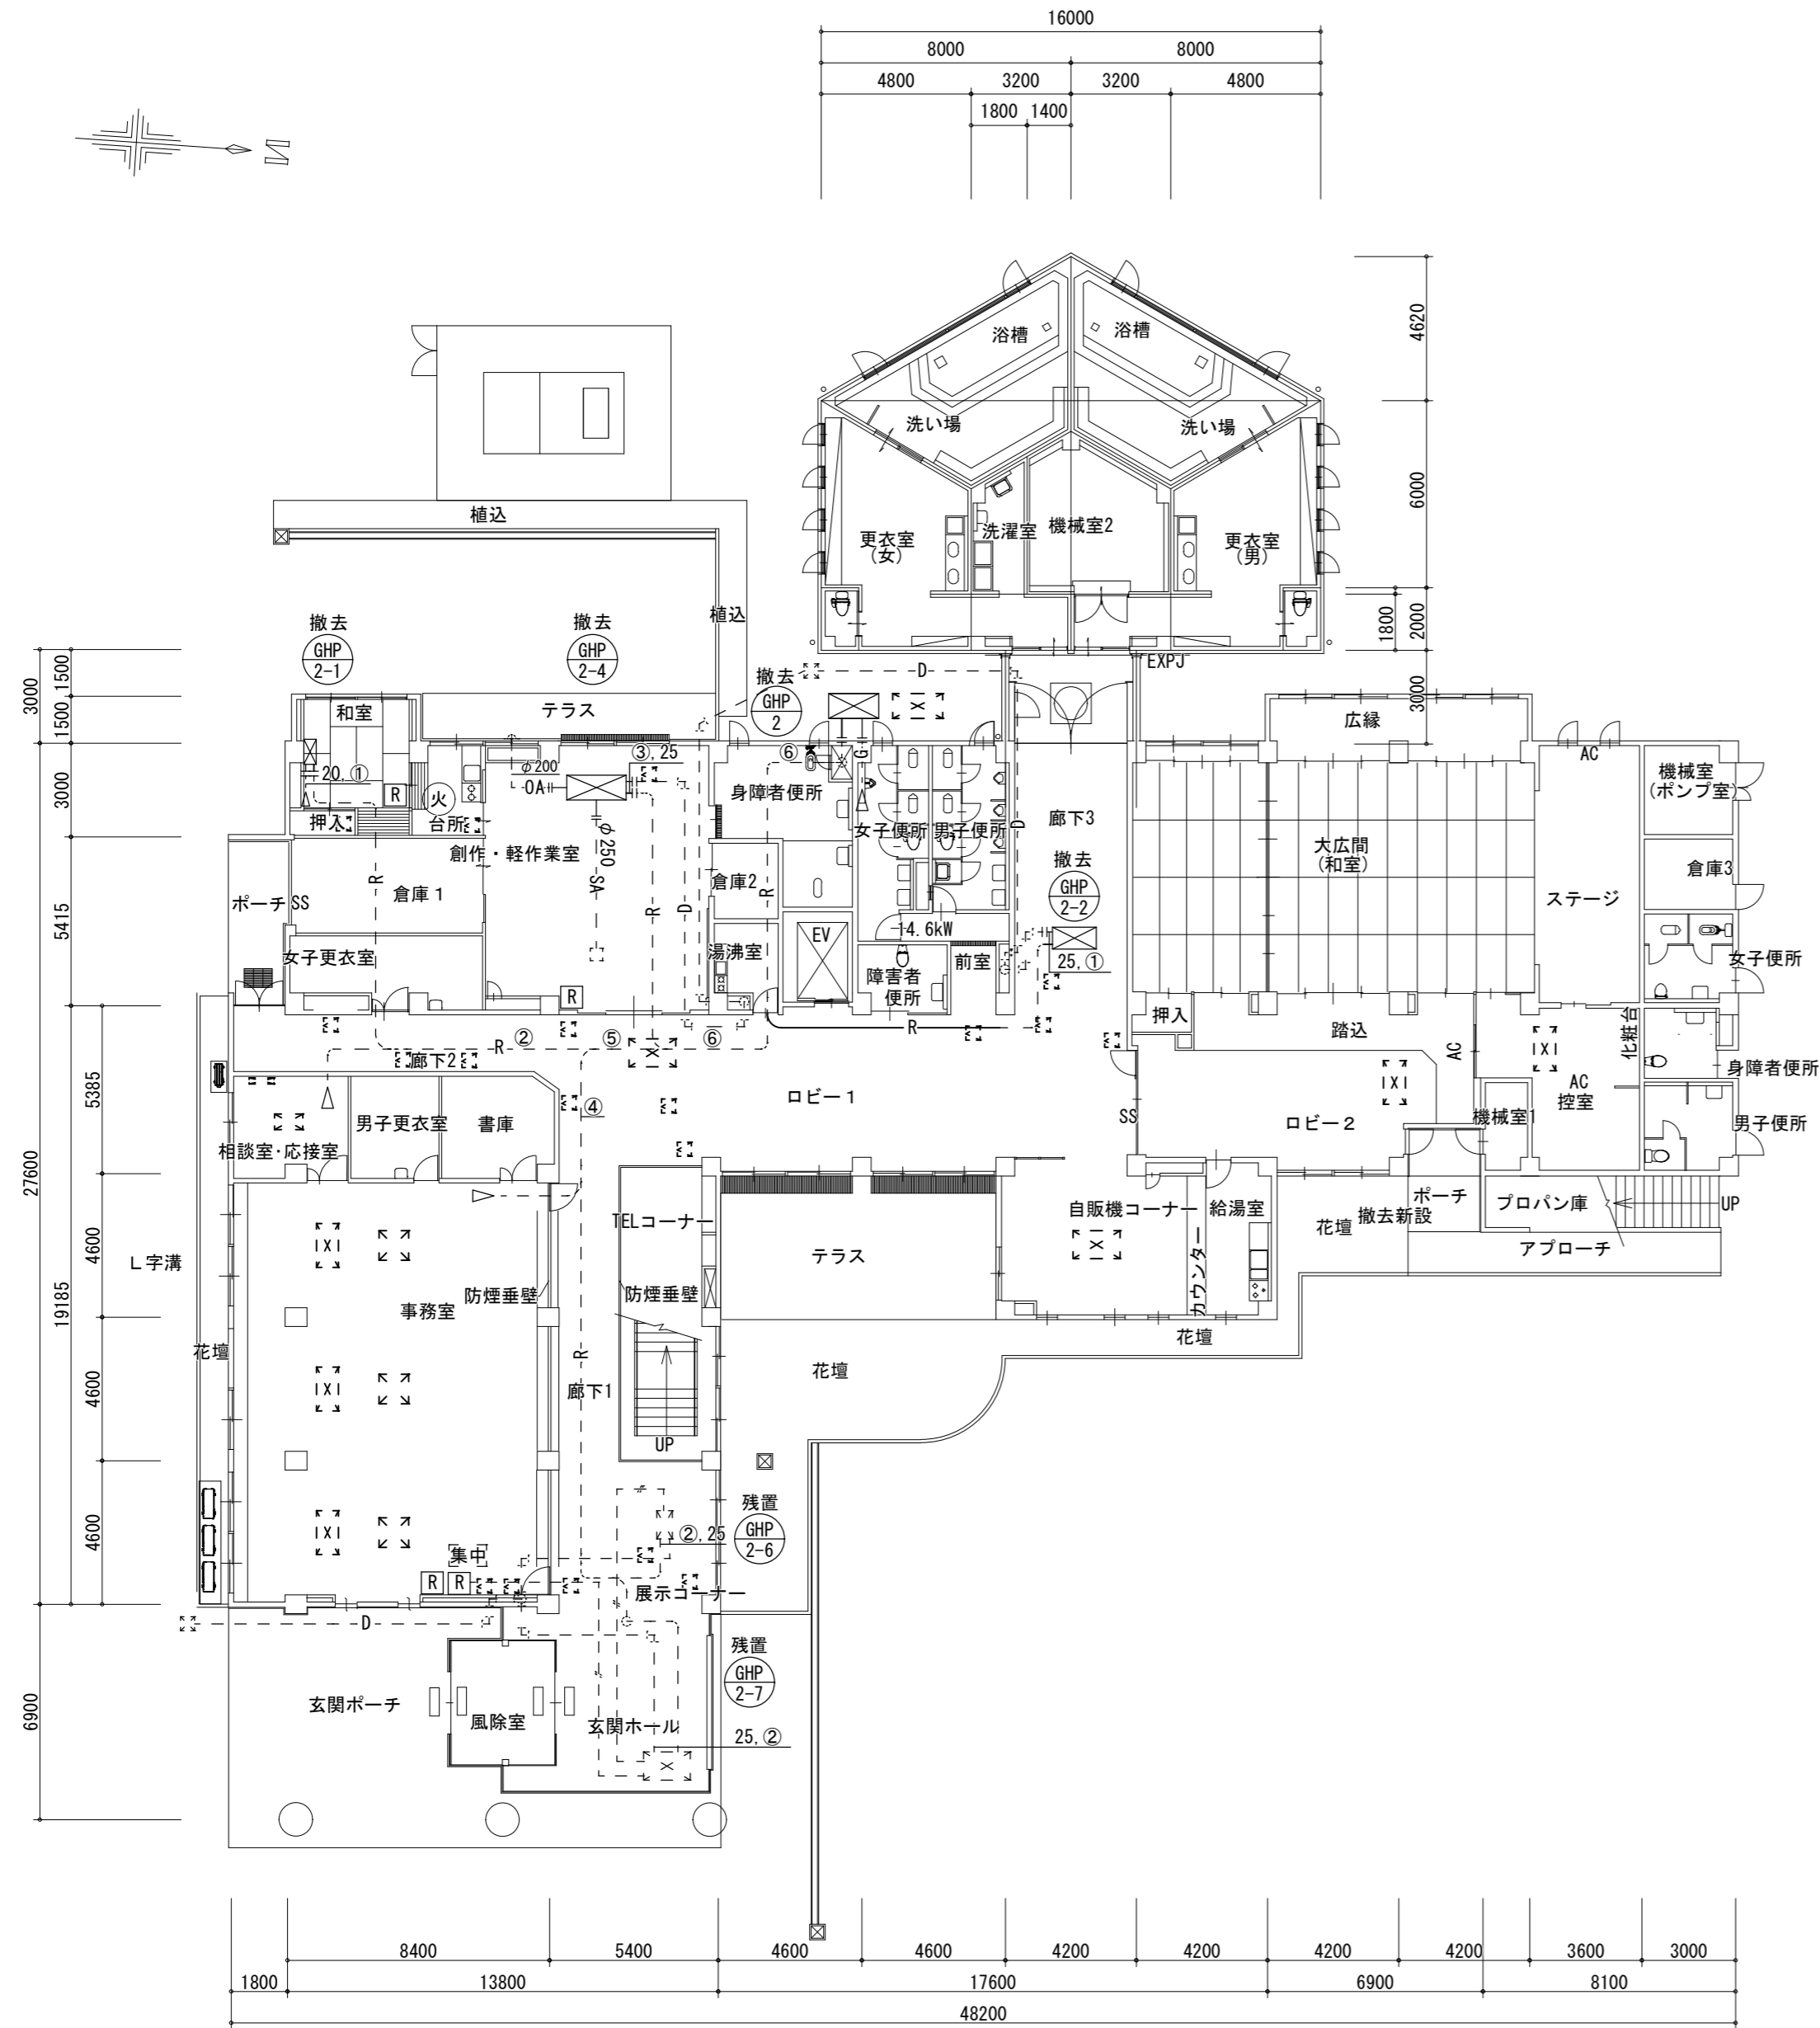 16000
8000
8000
4800
3200
3200
4800
1800
1400
N
4620
浴槽
浴槽
洗い場
洗い場
6000
植込
洗濯室
機械室2
更衣室
(女)
更衣室
(男)
1800
2000
植込
撤去
GHP
2-1
撤去
GHP
2-4
撤去
GHP
2
D
EXPJ
3000
1500
1500
3000
和室
テラス
広縁
AC
③, 25
⑥
G
φ200
OA
20, ①
R
火
台所
押入
身障者便所
女子便所
男子便所
D
廊下3
機械室
(ポンプ室)
3000
創作・軽作業室
φ250
SA
R
D
R
倉庫2
撤去
GHP
2-2
大広間
(和室)
倉庫3
5415
ポーチ
SS
倉庫1
R
ステージ
EV
14.6kW
女子更衣室
湯沸室
障害者
便所
前室
25, ①
女子便所
R
押入
踏込
化粧台
R
②
⑤
⑥
R
廊下2
AC
AC
控室
身障者便所
④
ロビー1
ロビー2
SS
機械室1
男子便所
5385
相談室・応接室
男子更衣室
書庫
27600
19185
4600
L字溝
TELコーナー
自販機コーナー
給湯室
ポーチ
撤去新設
花壇
プロパン庫
UP
アプローチ
テラス
カウンター
事務室
防煙垂壁
防煙垂壁
花壇
花壇
花壇
4600
R
廊下1
UP
4600
残置
GHP
2-6
②, 25
集中
R
R
展示コーナー
D
残置
GHP
2-7
6900
玄関ポーチ
風除室
玄関ホール
25, ②
8400
5400
4600
4600
4200
4200
4200
4200
3600
3000
1800
13800
17600
6900
8100
48200